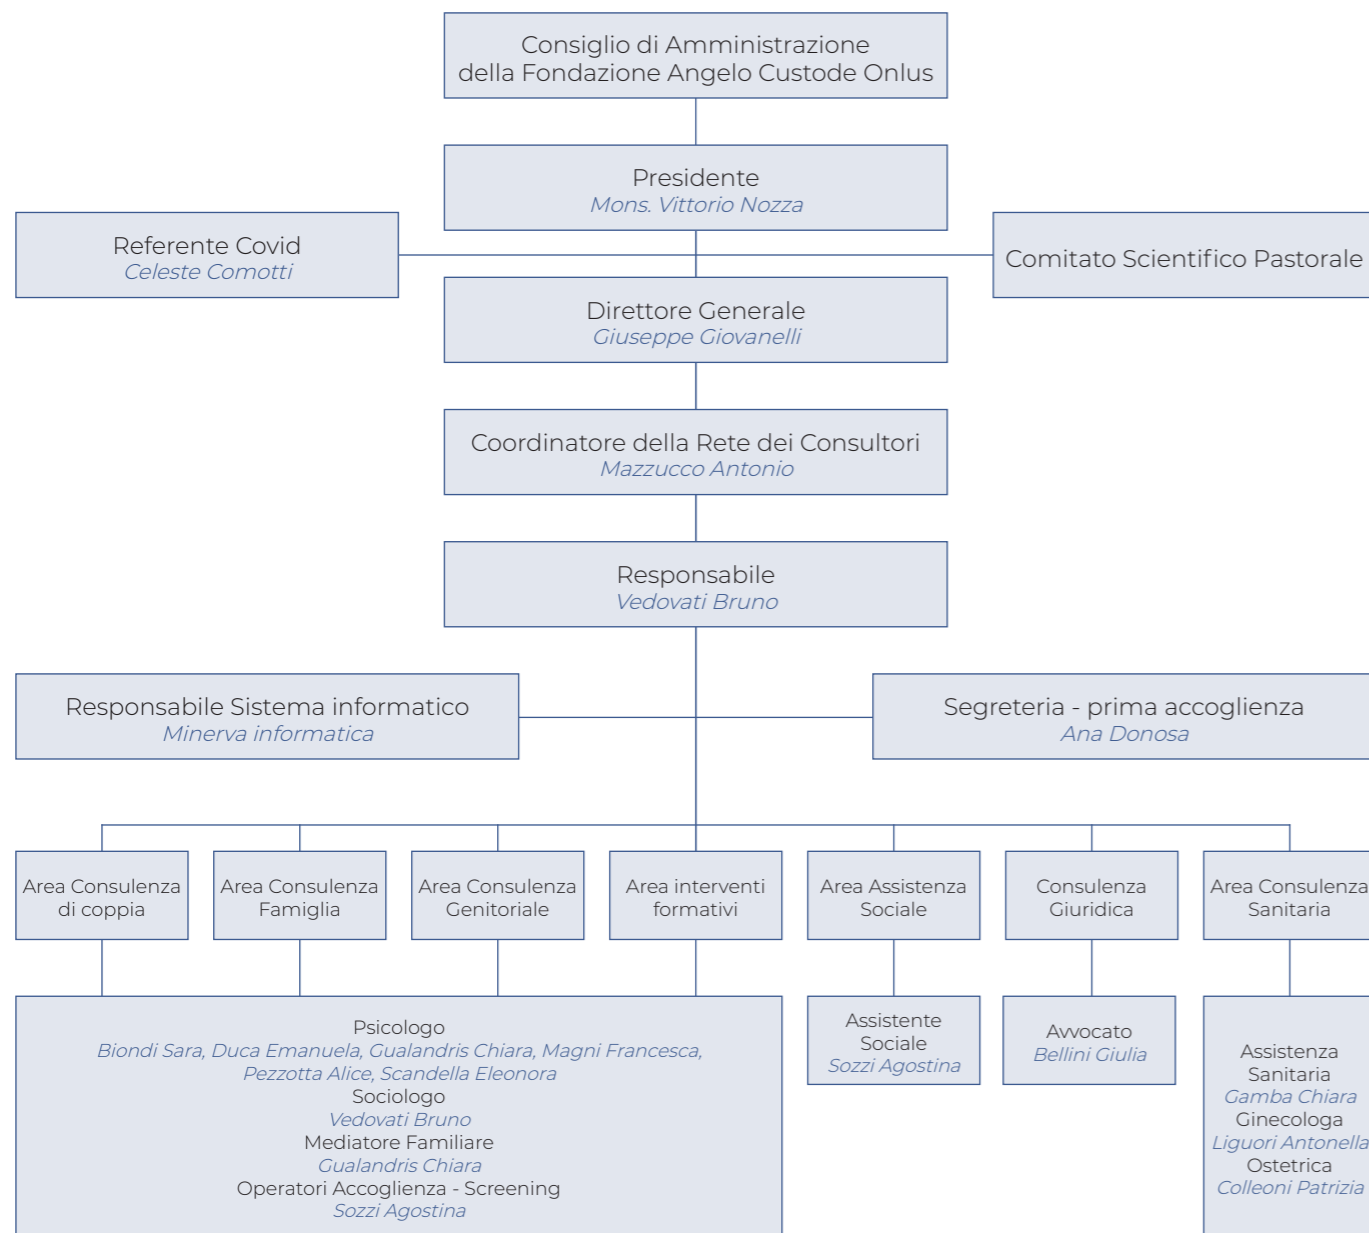 Consiglio di Amministrazione
della Fondazione Angelo Custode Onlus
Presidente
Mons. Vittorio Nozza
Referente Covid
Celeste Comotti
Comitato Scientifico Pastorale
Direttore Generale
Giuseppe Giovanelli
Coordinatore della Rete dei Consultori
Mazzucco Antonio
Responsabile
Vedovati Bruno
Responsabile Sistema informatico
Minerva informatica
Segreteria - prima accoglienza
Ana Donosa
Area Consulenza
di coppia
Area Consulenza
Famiglia
Area Consulenza
Genitoriale
Area interventi
formativi
Area Assistenza
Sociale
Consulenza
Giuridica
Area Consulenza
Sanitaria
Psicologo
Biondi Sara, Duca Emanuela, Gualandris Chiara, Magni Francesca,
Pezzotta Alice, Scandella Eleonora
Sociologo
Vedovati Bruno
Mediatore Familiare
Gualandris Chiara
Operatori Accoglienza - Screening
Sozzi Agostina
Assistente
Sociale
Sozzi Agostina
Avvocato
Bellini Giulia
Assistenza
Sanitaria
Gamba Chiara
Ginecologa
Liguori Antonella
Ostetrica
Colleoni Patrizia